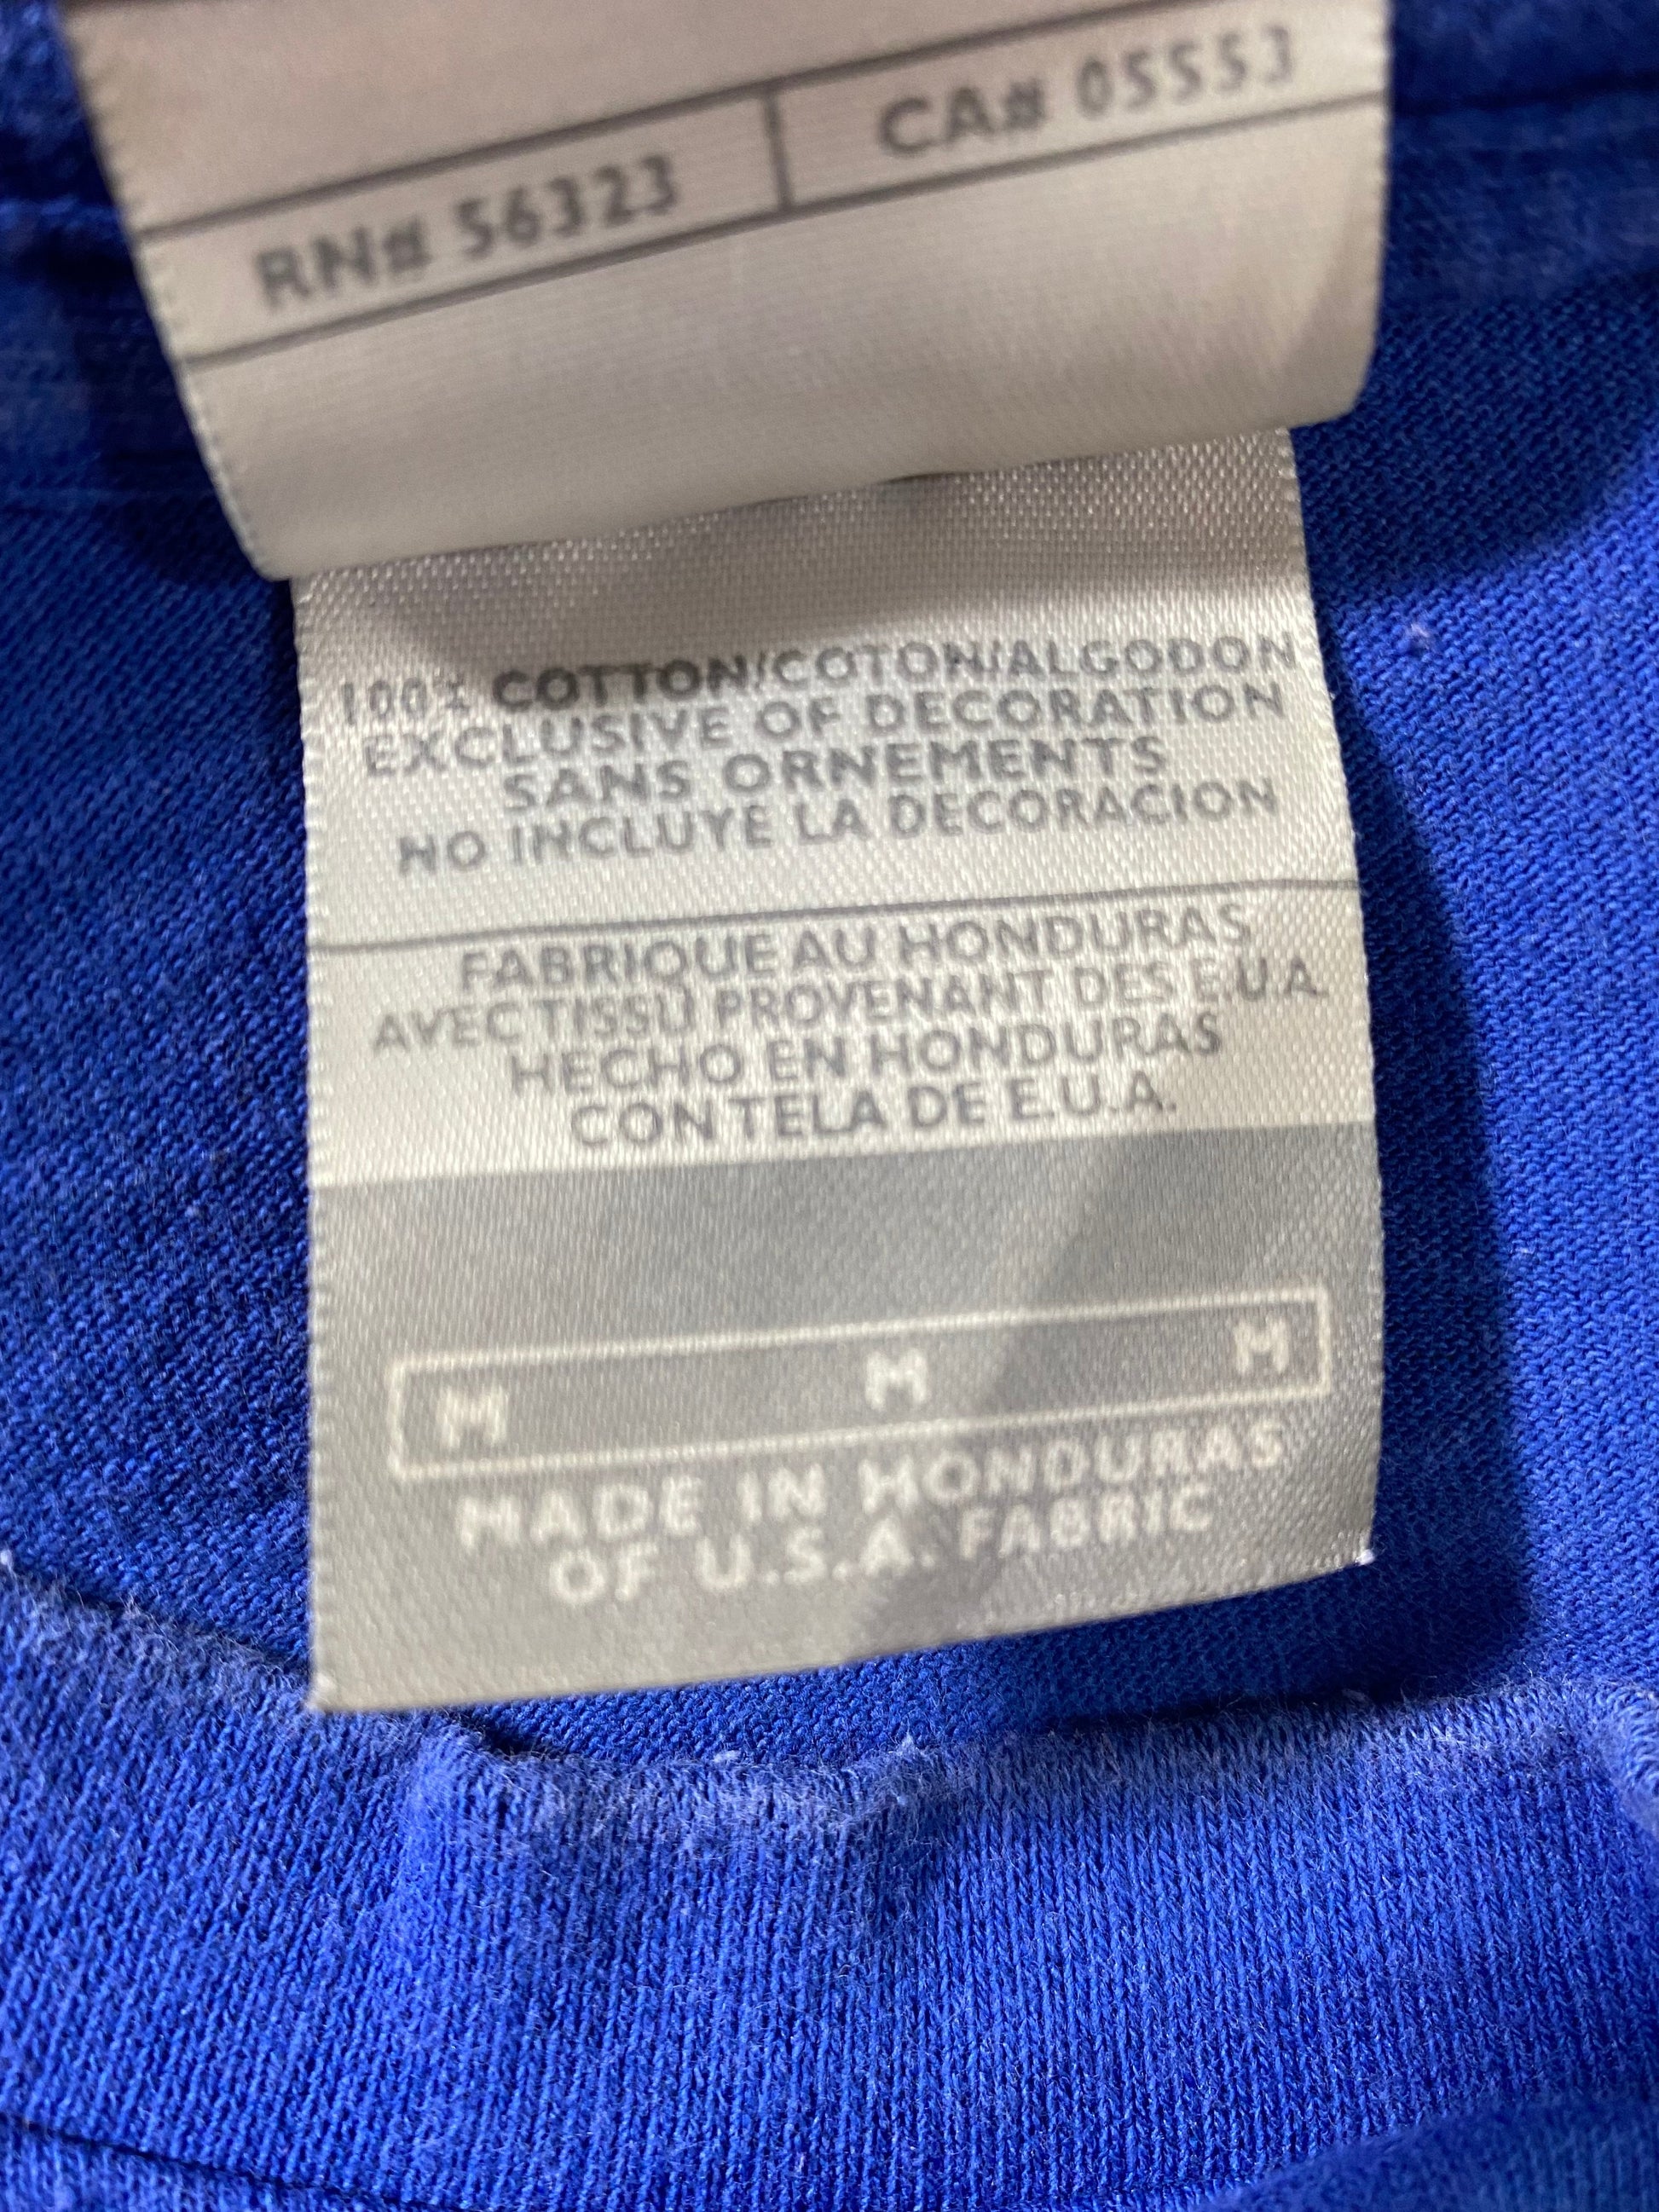 RN# 56323 CA# 05553
100% COTTON/COTON/ALGODON
EXCLUSIVE OF DECORATION
SANS ORNEMENTS
NO INCLUYE LA DECORACION
FABRIQUE AU HONDURAS
AVEC TISSU PROVENANT DES E.U.A.
HECHO EN HONDURAS
CON TELA DE E.U.A.
M M M
MADE IN HONDURAS
OF U.S.A. FABRIC